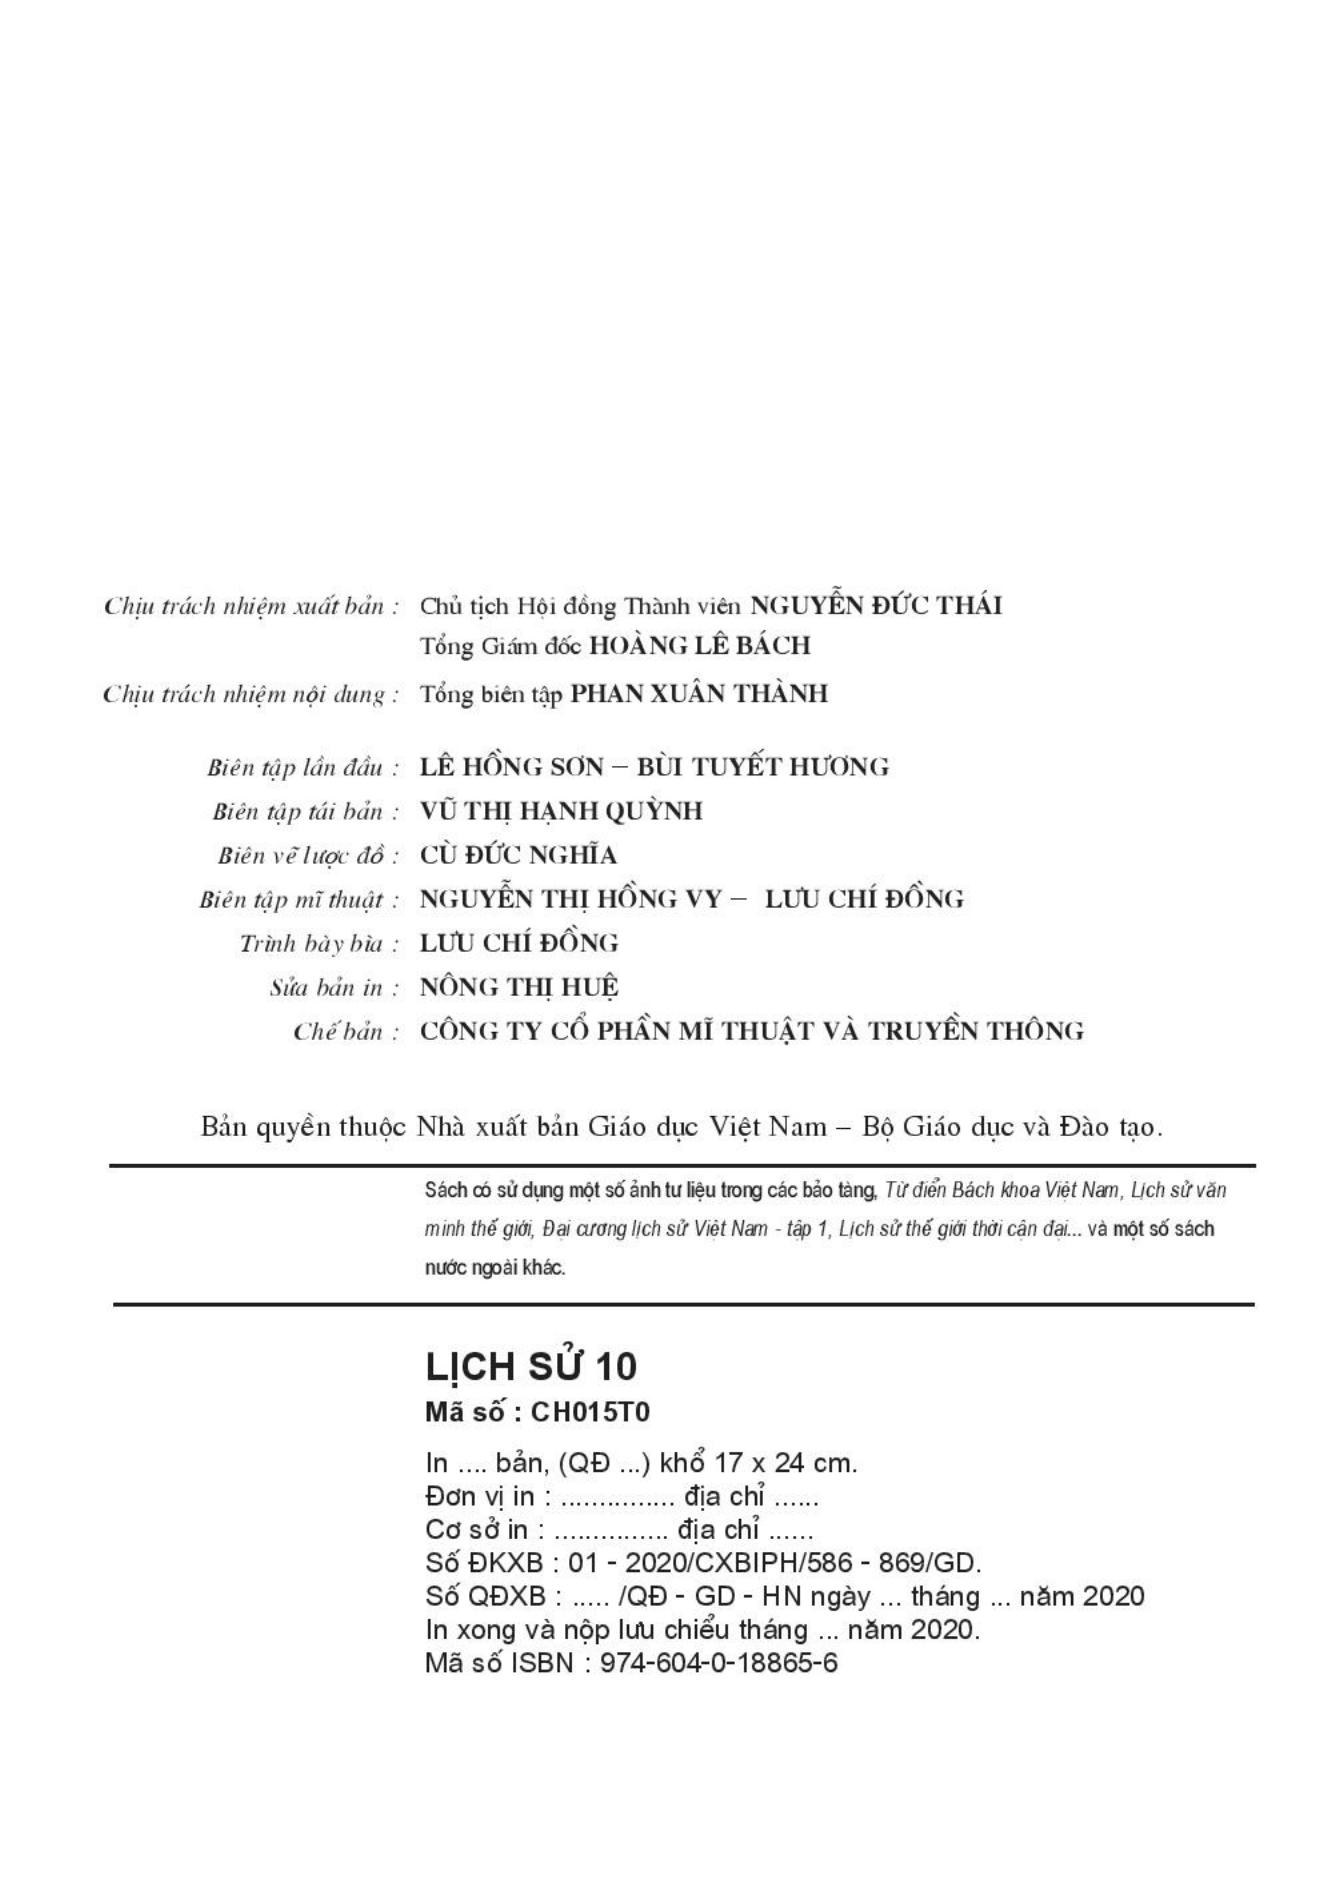 Chịu trách nhiệm xuất bản : Chủ tịch Hội đồng Thành viên NGUYỄN ĐỨC THÁI
Tổng Giám đốc HOÀNG LÊ BÁCH
Chịu trách nhiệm nội dung : Tổng biên tập PHAN XUÂN THÀNH
Biên tập lần đầu : LÊ HỒNG SƠN – BÙI TUYẾT HƯƠNG
Biên tập tái bản : VŨ THỊ HẠNH QUỲNH
Biên vẽ lược đồ : CÙ ĐỨC NGHĨA
Biên tập mĩ thuật : NGUYỄN THỊ HỒNG VY – LƯU CHÍ ĐỒNG
Trình bày bìa : LƯU CHÍ ĐỒNG
Sửa bản in : NÔNG THỊ HUỆ
Chế bản : CÔNG TY CỔ PHẦN MĨ THUẬT VÀ TRUYỀN THÔNG
Bản quyền thuộc Nhà xuất bản Giáo dục Việt Nam – Bộ Giáo dục và Đào tạo.
Sách có sử dụng một số ảnh tư liệu trong các bảo tàng, Từ điển Bách khoa Việt Nam, Lịch sử văn
minh thế giới, Đại cương lịch sử Việt Nam - tập 1, Lịch sử thế giới thời cận đại... và một số sách
nước ngoài khác.
LỊCH SỬ 10
Mã số : CH015T0
In .... bản, (QĐ ...) khổ 17 x 24 cm.
Đơn vị in : ............... địa chỉ ......
Cơ sở in : ............... địa chỉ ......
Số ĐKXB : 01 - 2020/CXBIPH/586 - 869/GD.
Số QĐXB : ..... /QĐ - GD - HN ngày ... tháng ... năm 2020
In xong và nộp lưu chiểu tháng ... năm 2020.
Mã số ISBN : 974-604-0-18865-6